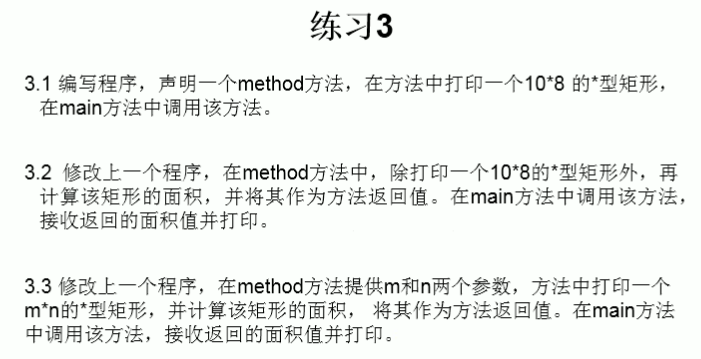 练习3
3.1 编写程序，声明一个method方法，在方法中打印一个10*8 的*型矩形，
在main方法中调用该方法。
3.2 修改上一个程序，在method方法中，除打印一个10*8的*型矩形外，再
计算该矩形的面积，并将其作为方法返回值。在main方法中调用该方法，
接收返回的面积值并打印。
3.3 修改上一个程序，在method方法提供m和n两个参数，方法中打印一个
m*n的*型矩形，并计算该矩形的面积， 将其作为方法返回值。在main方法
中调用该方法，接收返回的面积值并打印。